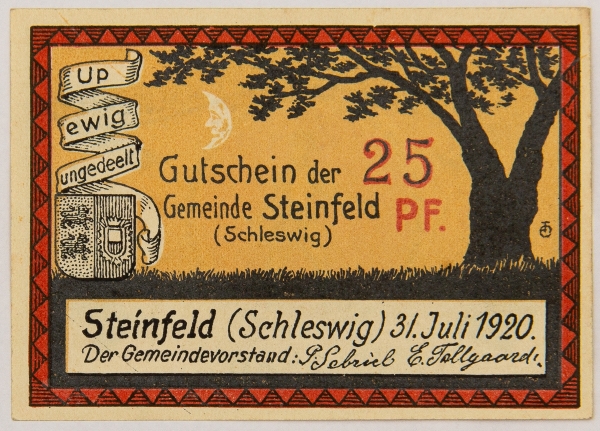 Up
ewig
ungedeelt
Gutschein der 25
Gemeinde Steinfeld PF.
(Schleswig)
Steinfeld (Schleswig) 31. Juli 1920.
Der Gemeindevorstand: